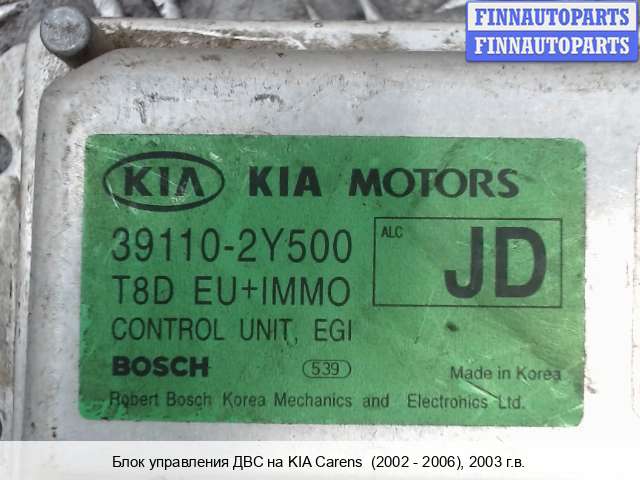 FINNAUTOPARTS
FINNAUTOPARTS
KIA KIA MOTORS
39110-2Y500
ALC JD
T8D EU+IMMO
CONTROL UNIT, EGI
BOSCH 539 Made in Korea
Robert Bosch Korea Mechanics and Electronics Ltd.
Блок управления ДВС на KIA Carens (2002 - 2006), 2003 г.в.